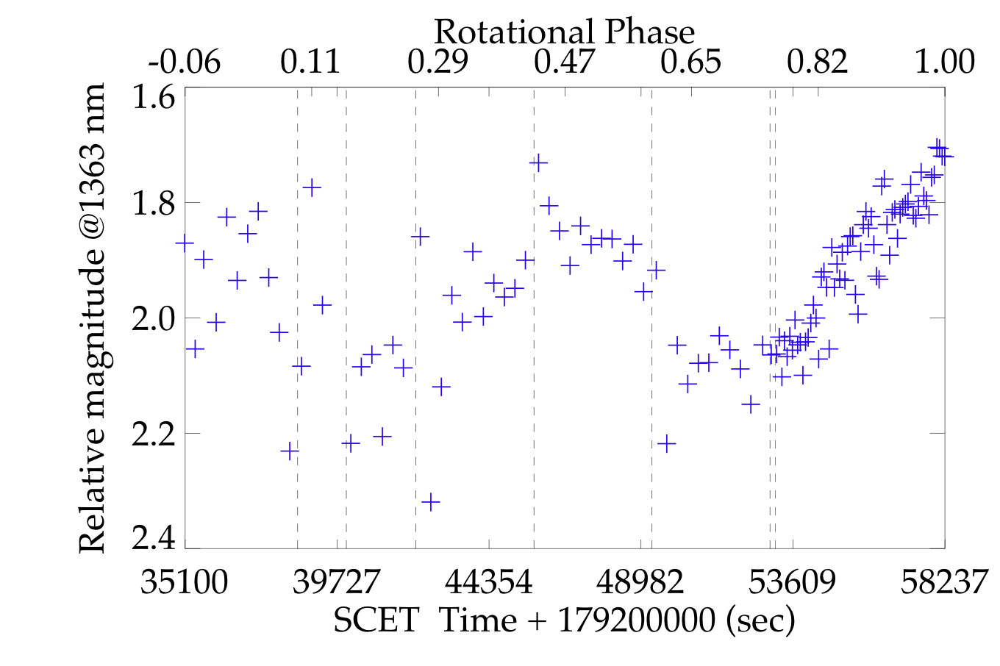 Rotational Phase
-0.06 0.11 0.29 0.47 0.65 0.82 1.00
Relative magnitude @1363 nm
1.6
1.8
2.0
2.2
2.4
35100 39727 44354 48982 53609 58237
SCET Time + 179200000 (sec)